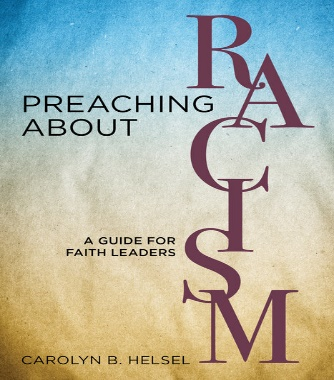 PREACHING
ABOUT
RACISM
A GUIDE FOR
FAITH LEADERS
CAROLYN B. HELSEL